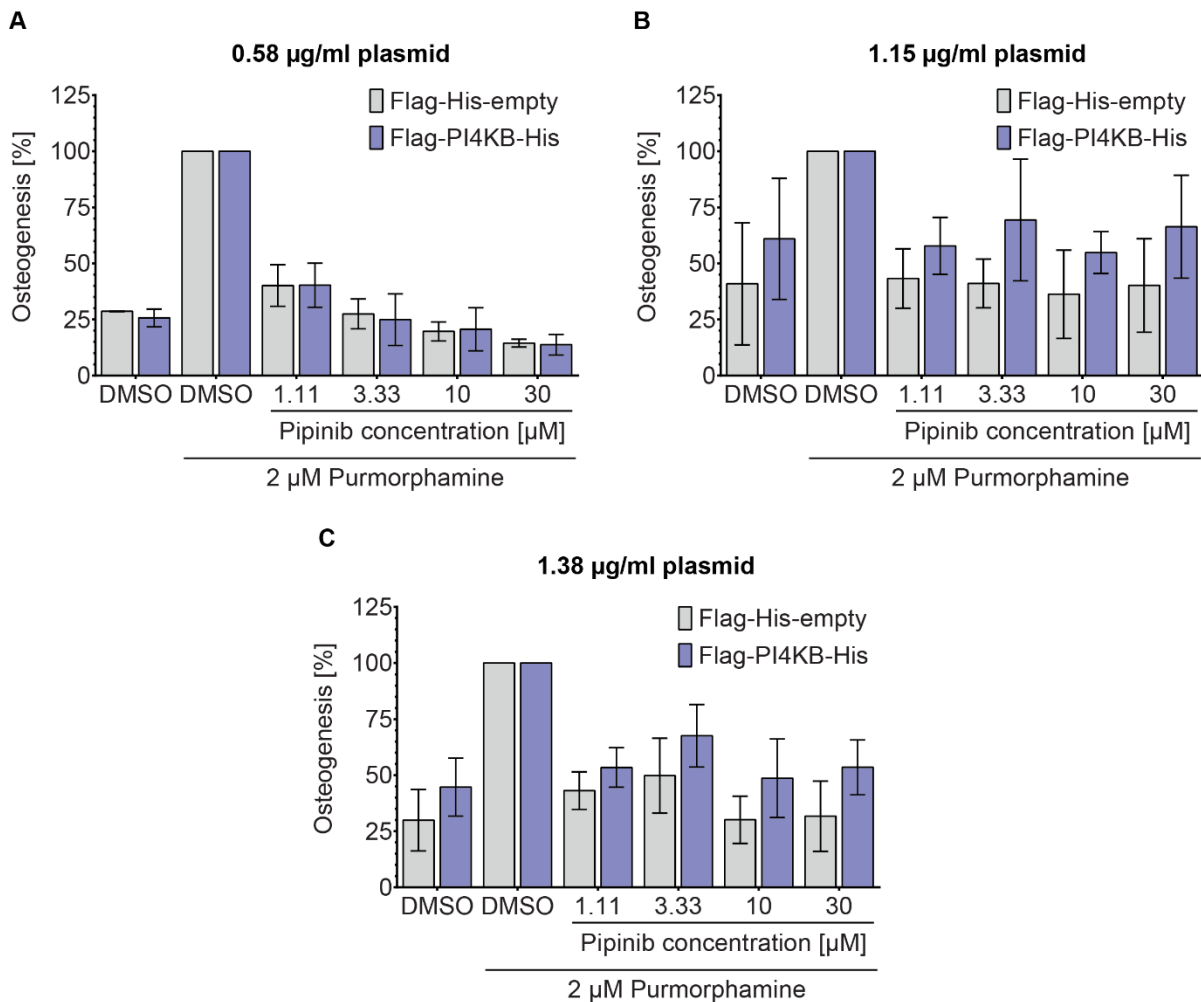 A
0.58 µg/ml plasmid
Osteogenesis [%]
125
100
75
50
25
0
Flag-His-empty
Flag-PI4KB-His
DMSO DMSO 1.11 3.33 10 30
Pipinib concentration [µM]
2 µM Purmorphamine
B
1.15 µg/ml plasmid
Osteogenesis [%]
125
100
75
50
25
0
Flag-His-empty
Flag-PI4KB-His
DMSO DMSO 1.11 3.33 10 30
Pipinib concentration [µM]
2 µM Purmorphamine
C
1.38 µg/ml plasmid
Osteogenesis [%]
125
100
75
50
25
0
Flag-His-empty
Flag-PI4KB-His
DMSO DMSO 1.11 3.33 10 30
Pipinib concentration [µM]
2 µM Purmorphamine